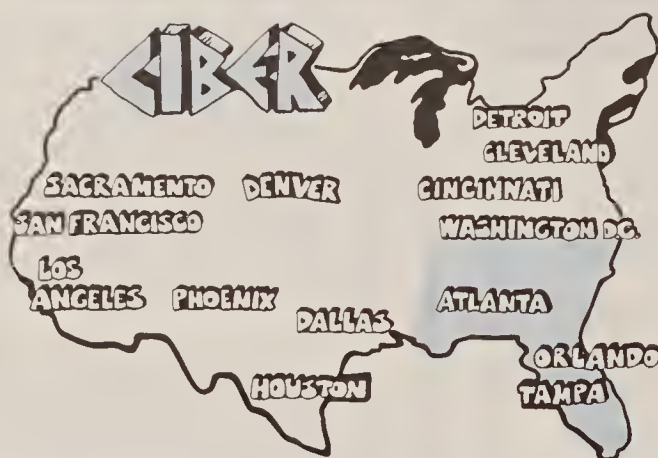 CIBER
DETROIT
CLEVELAND
SACRAMENTO DENVER CINCINNATI
SAN FRANCISCO WASHINGTON DC.
LOS
ANGELES PHOENIX ATLANTA
DALLAS
ORLANDO
HOUSTON TAMPA